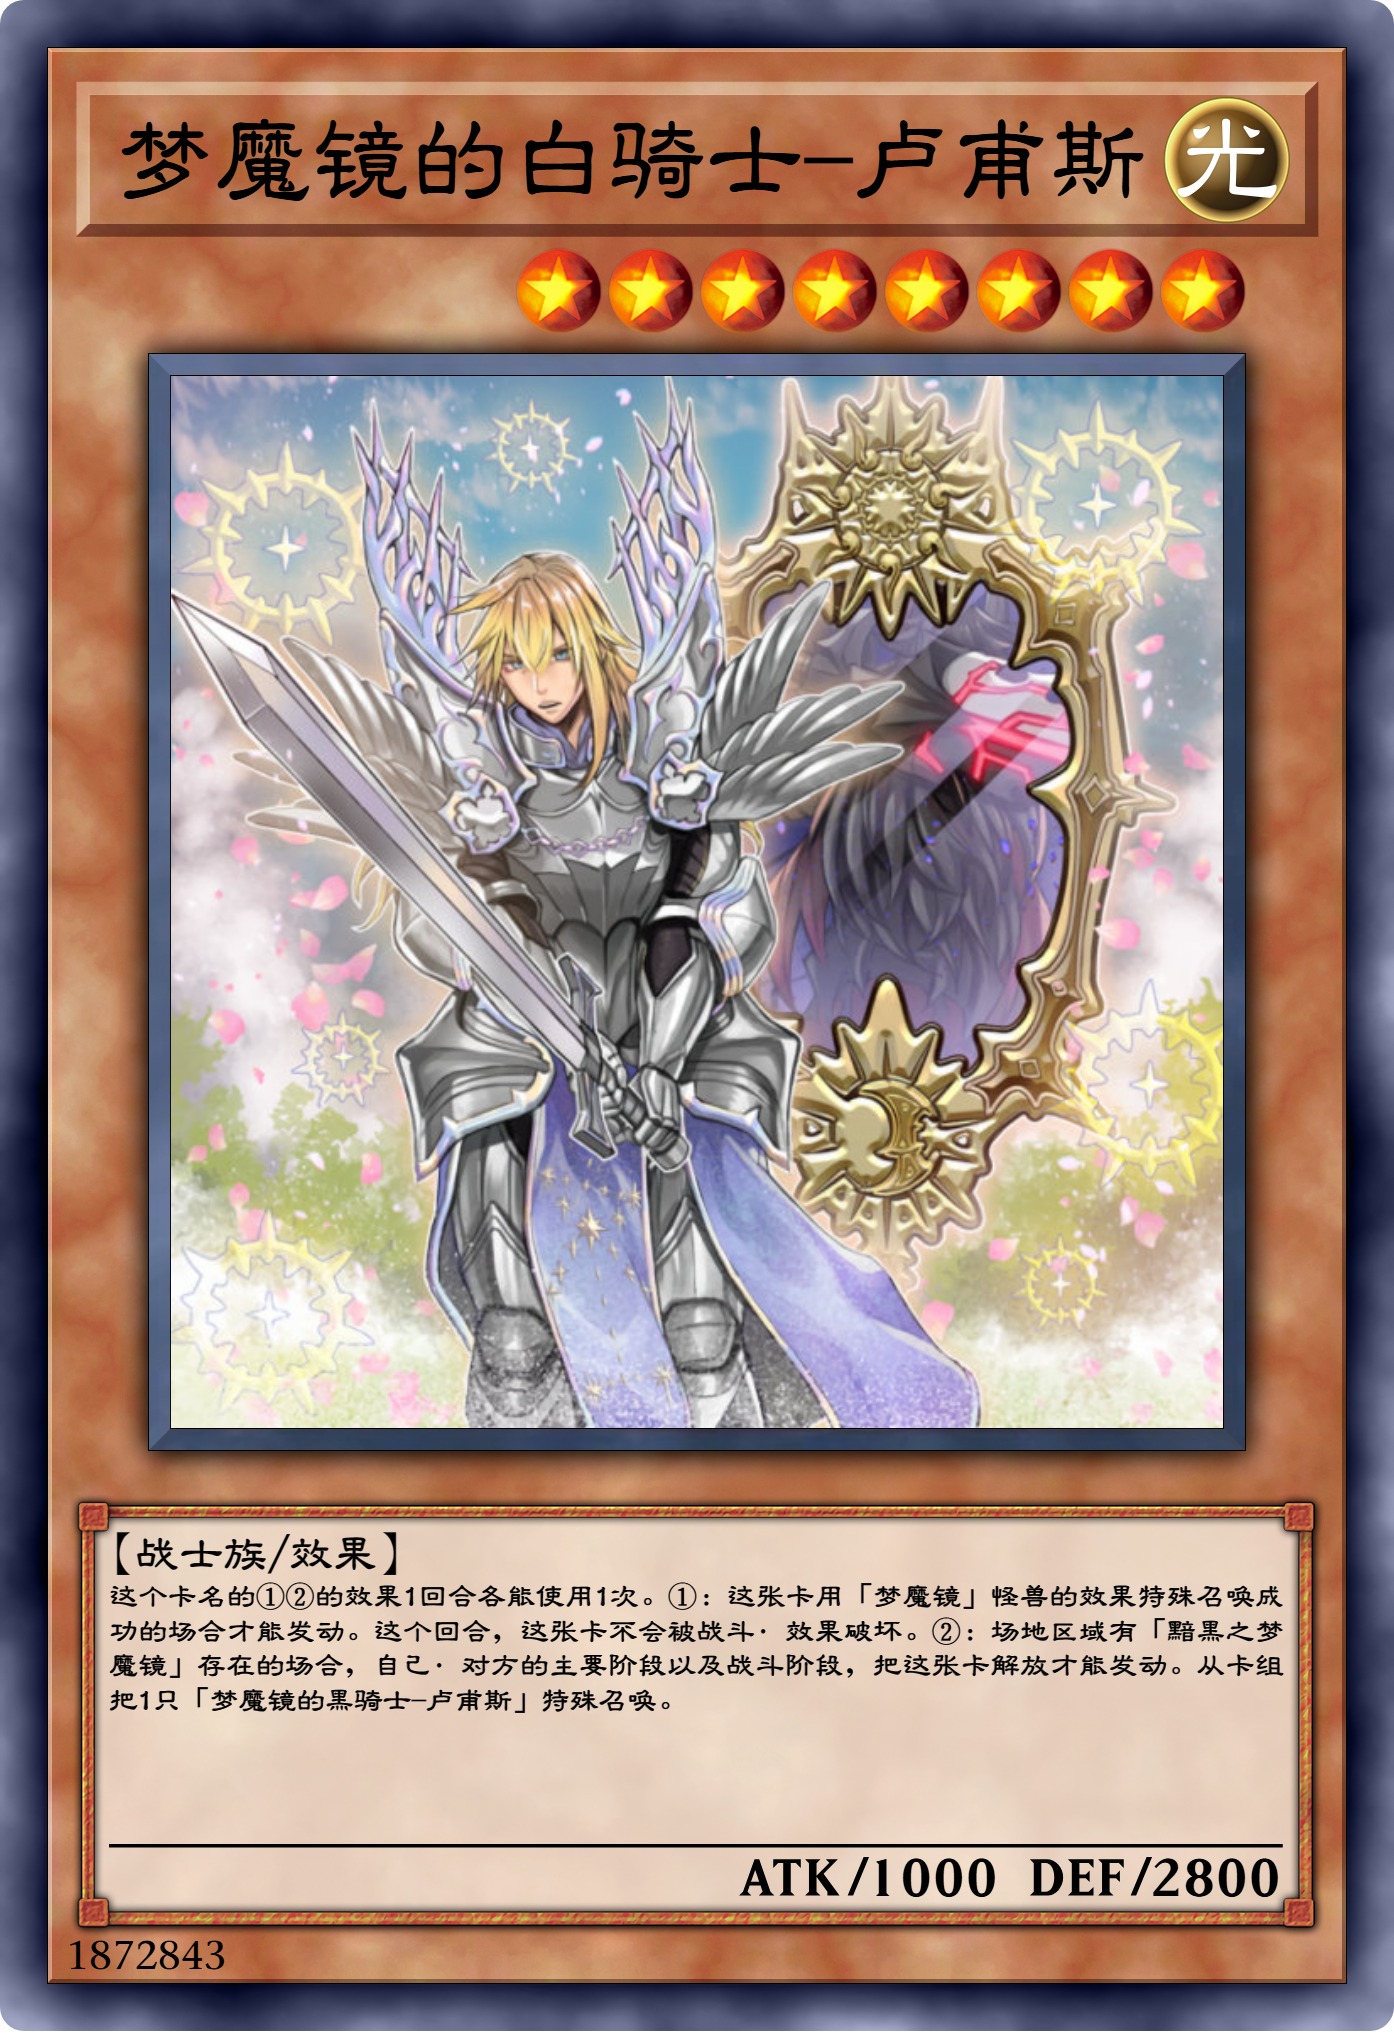 梦魔镜的白骑士-卢甫斯 光
【战士族/效果】
这个卡名的①②的效果1回合各能使用1次。①：这张卡用「梦魔镜」怪兽的效果特殊召唤成
功的场合才能发动。这个回合，这张卡不会被战斗·效果破坏。②：场地区域有「黯黑之梦
魔镜」存在的场合，自己·对方的主要阶段以及战斗阶段，把这张卡解放才能发动。从卡组
把1只「梦魔镜的黑骑士-卢甫斯」特殊召唤。
ATK/1000 DEF/2800
1872843